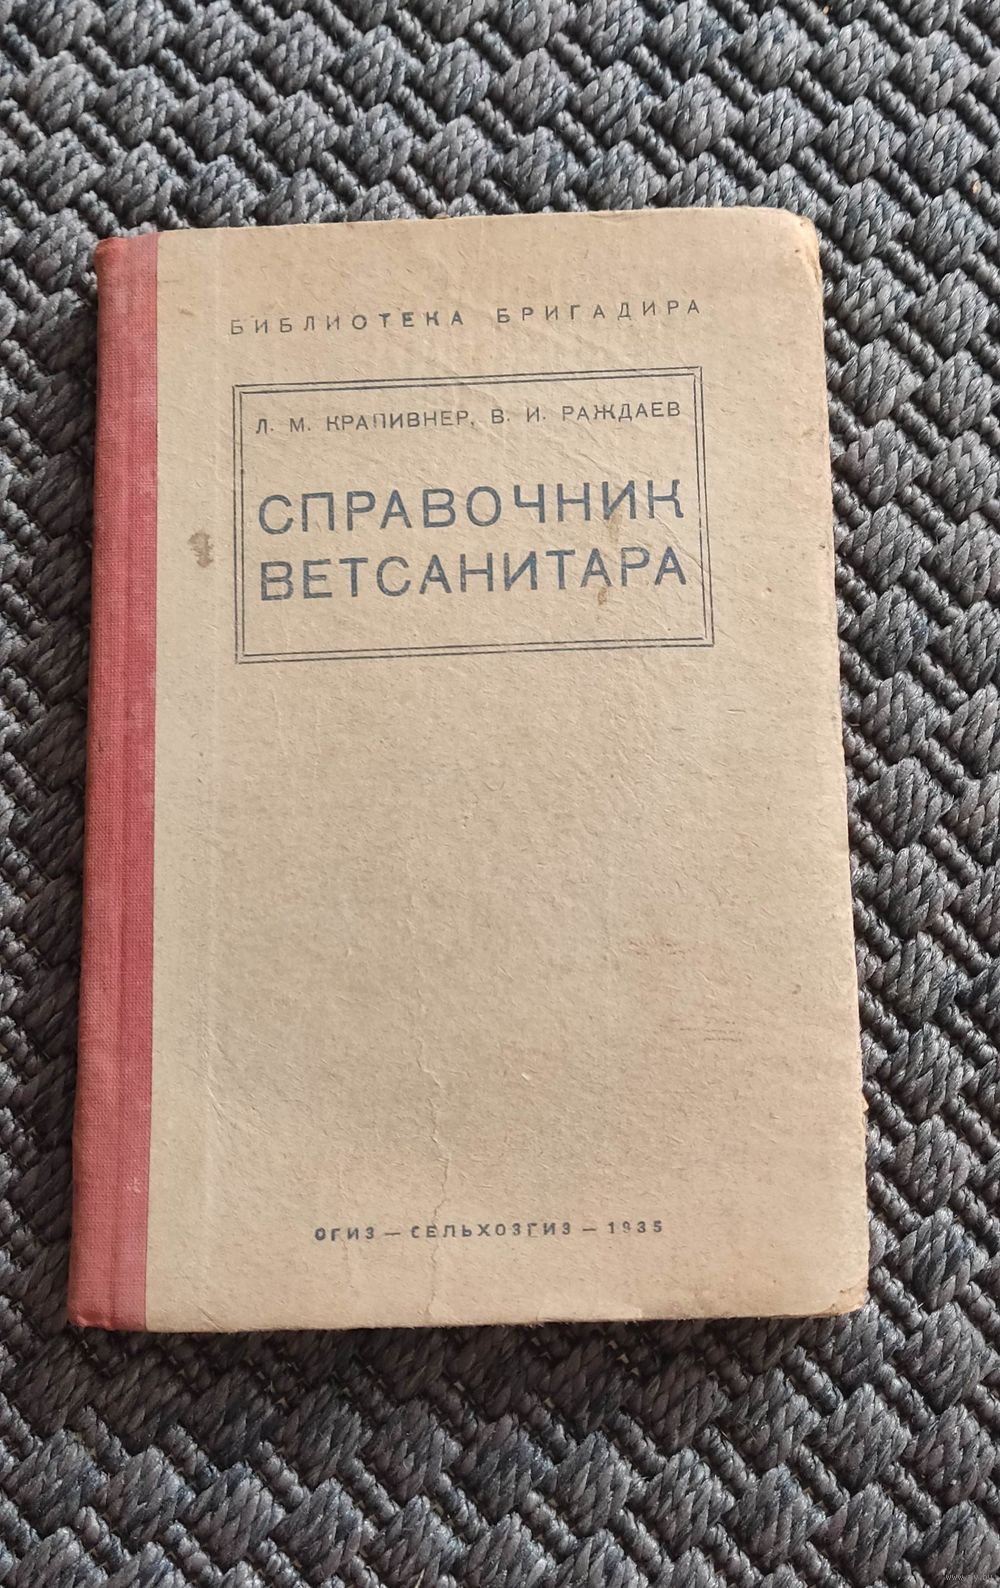 БИБЛИОТЕКА БРИГАДИРА
Л. М. КРАПИВНЕР, В. И. РАЖДАЕВ
СПРАВОЧНИК
ВЕТСАНИТАРА
ОГИЗ — СЕЛЬХОЗГИЗ — 1935